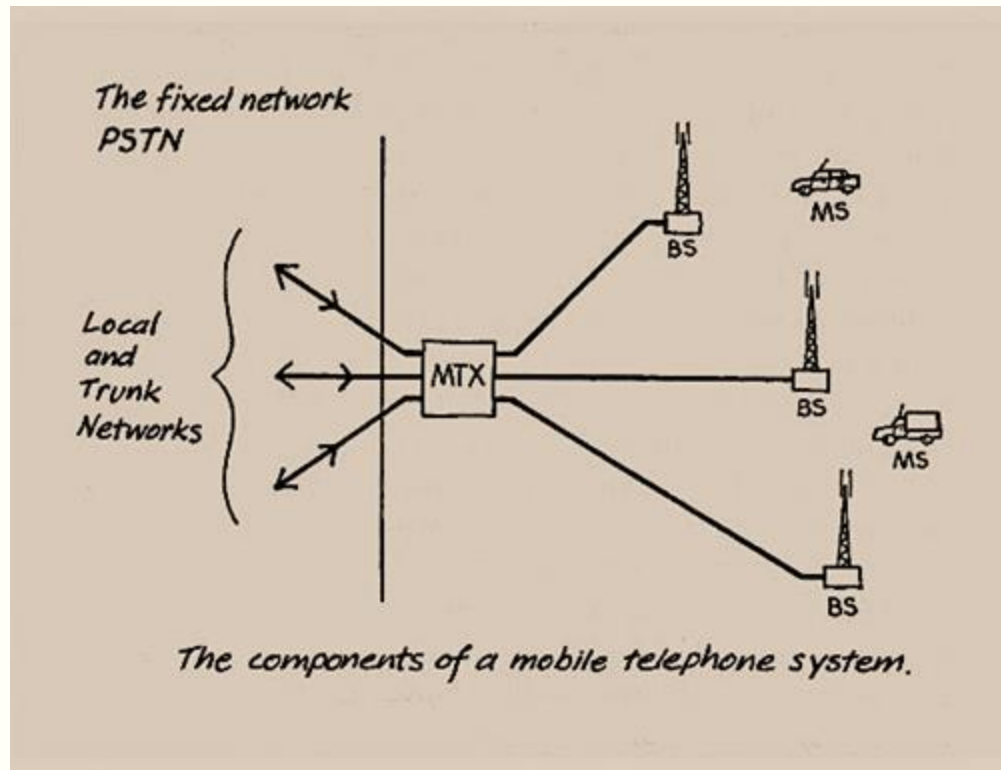 The fixed network
PSTN
Local
and
Trunk
Networks
MTX
BS
MS
BS
MS
BS
The components of a mobile telephone system.